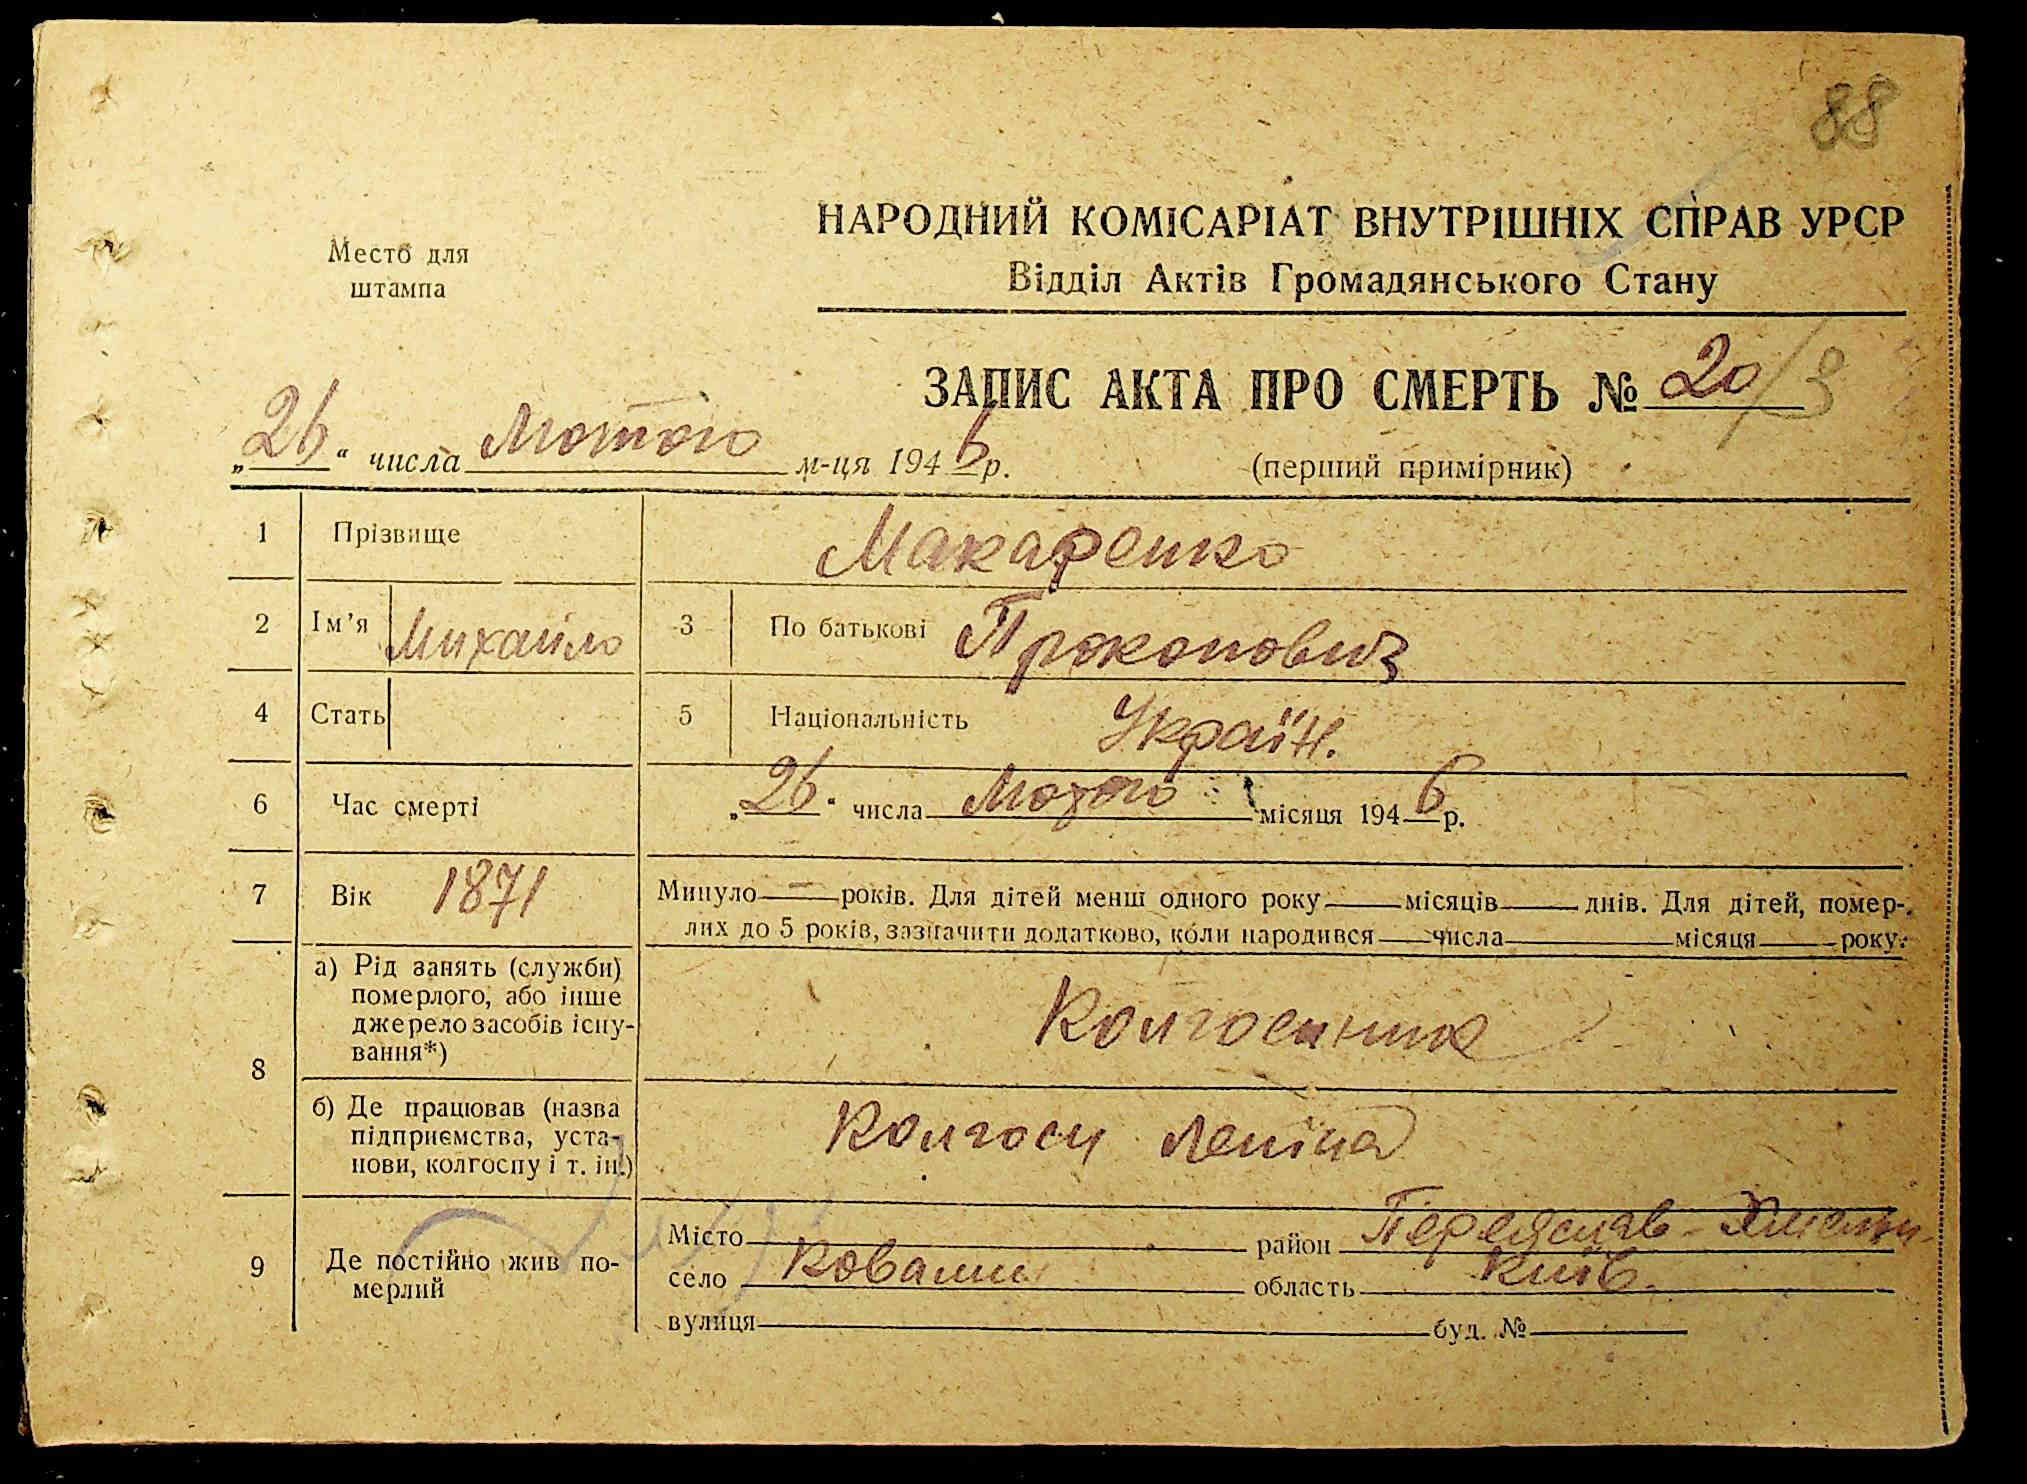 88
НАРОДНИЙ КОМІСАРІАТ ВНУТРІШНІХ СПРАВ УРСР
Место для
штампа
Відділ Актів Громадянського Стану
ЗАПИС АКТА ПРО СМЕРТЬ № 20/3
„26“ числа Лютого м-ця 1946 р.
(перший примірник)
1 Прізвище Макаренко
2 Ім’я Михайло 3 По батькові Прокопович
4 Стать 5 Національність Україн.
6 Час смерті „26“ числа Лютого місяця 1946 р.
7 Вік 1871 Минуло — років. Для дітей менш одного року місяців днів. Для дітей, помер-
лих до 5 років, зазначити додатково, коли народився числа місяця року.
8 а) Рід занять (служби)
померлого, або інше
джерело засобів існу-
вання*)
Колгоспник
б) Де працював (назва
підприємства, уста-
нови, колгоспу і т. ін.)
Колгосп Леніна
9 Де постійно жив по-
мерлий
Місто район Переяслав-Хмельн.
село Ковалин область Київ.
вулиця буд. №